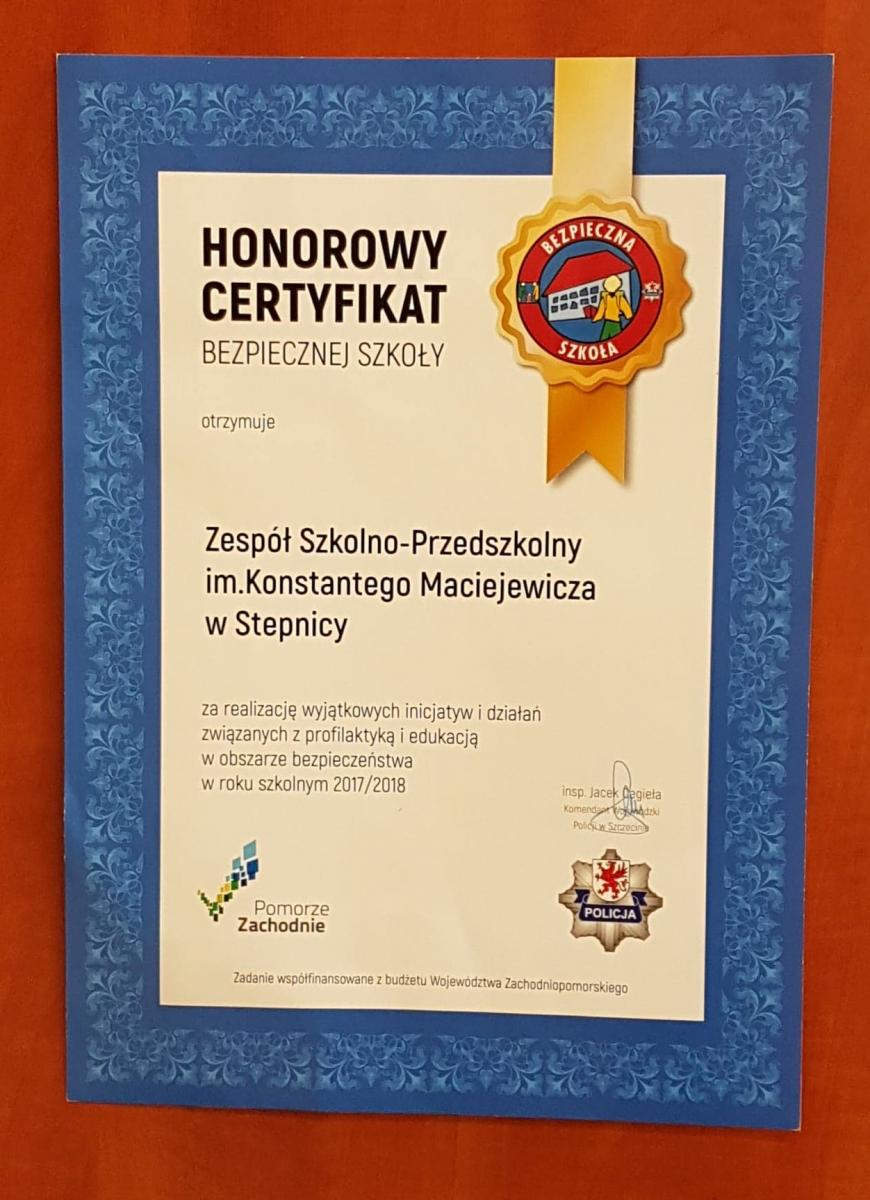 HONOROWY
CERTYFIKAT
BEZPIECZNEJ SZKOŁY
BEZPIECZNA
SZKOŁA
otrzymuje
Zespół Szkolno-Przedszkolny
im.Konstantego Maciejewicza
w Stepnicy
za realizację wyjątkowych inicjatyw i działań
związanych z profilaktyką i edukacją
w obszarze bezpieczeństwa
w roku szkolnym 2017/2018
insp. Jacek Cegieła
Komendant Wojewódzki
Policji w Szczecinie
Pomorze
Zachodnie
POLICJA
Zadanie współfinansowane z budżetu Województwa Zachodniopomorskiego